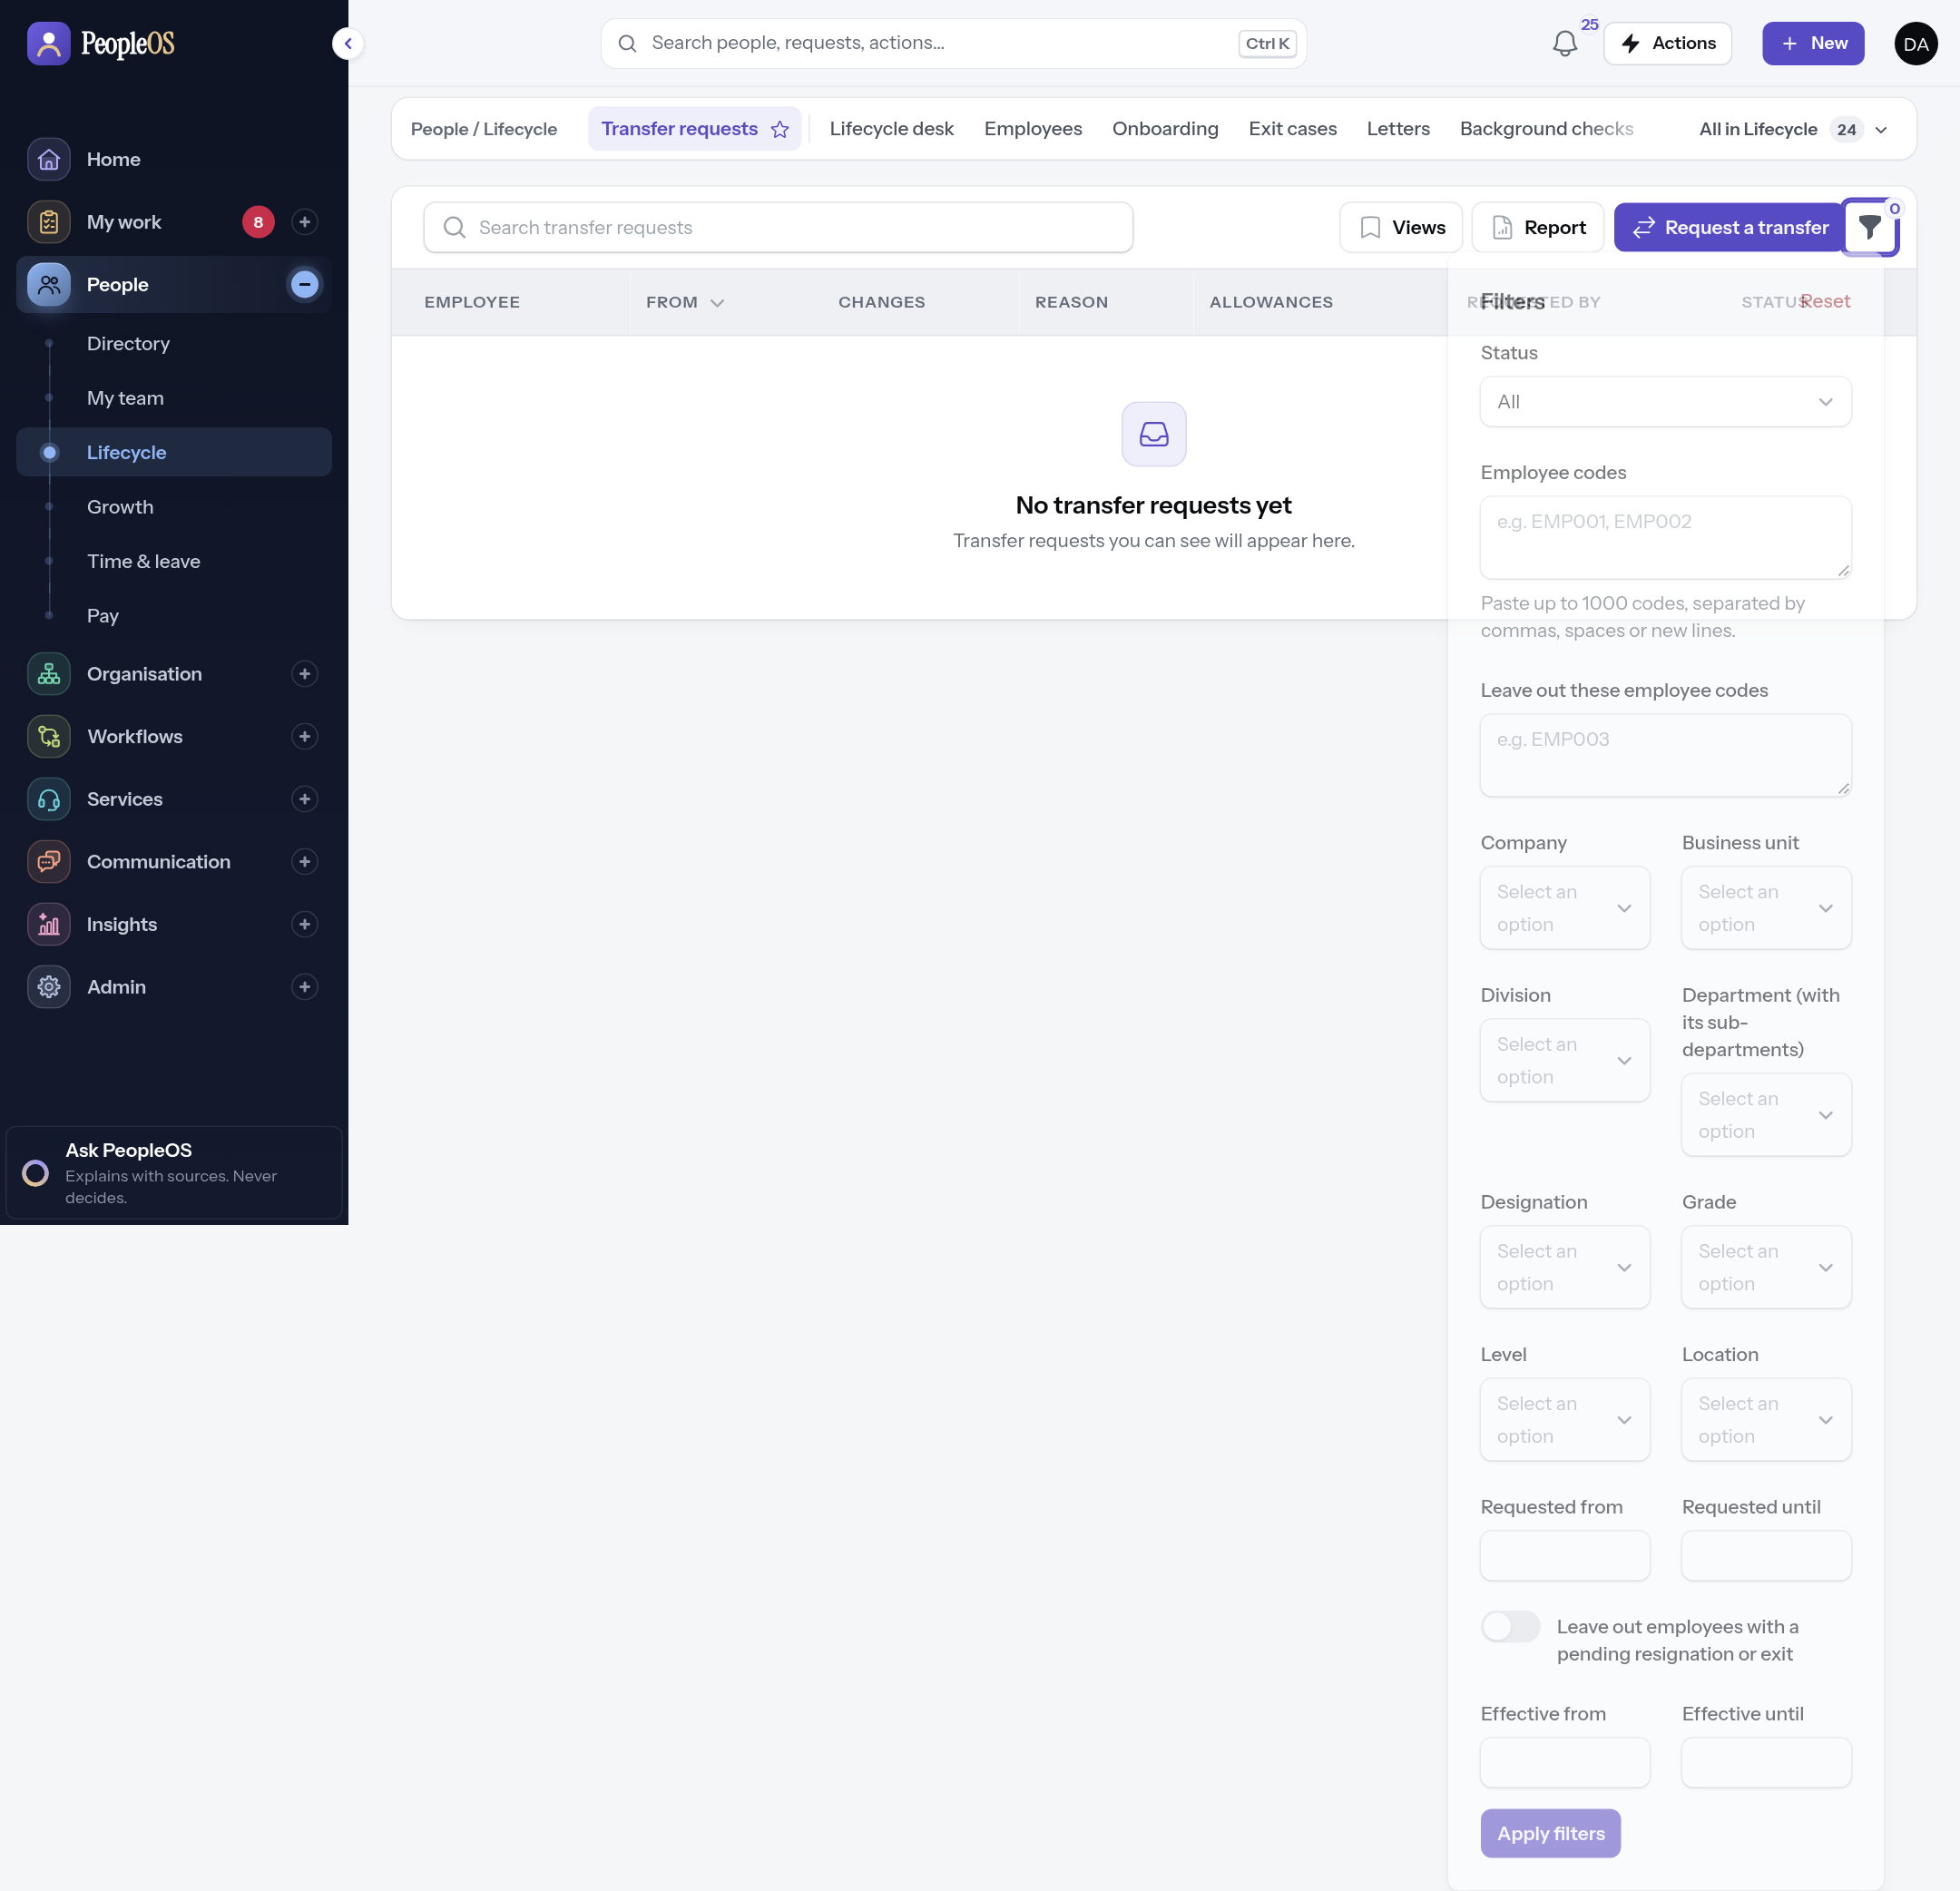 PeopleOS
Search people, requests, actions...
Ctrl K
25
Actions
New
DA
Home
My work
8
People
Directory
My team
Lifecycle
Growth
Time & leave
Pay
Organisation
Workflows
Services
Communication
Insights
Admin
Ask PeopleOS
Explains with sources. Never
decides.
People / Lifecycle
Transfer requests
Lifecycle desk
Employees
Onboarding
Exit cases
Letters
Background checks
All in Lifecycle
24
Search transfer requests
Views
Report
Request a transfer
0
EMPLOYEE
FROM
CHANGES
REASON
ALLOWANCES
REQUESTED BY
STATUS
No transfer requests yet
Transfer requests you can see will appear here.
Filters
Reset
Status
All
Employee codes
e.g. EMP001, EMP002
Paste up to 1000 codes, separated by
commas, spaces or new lines.
Leave out these employee codes
e.g. EMP003
Company
Business unit
Select an
option
Select an
option
Division
Department (with
its sub-
departments)
Select an
option
Select an
option
Designation
Grade
Select an
option
Select an
option
Level
Location
Select an
option
Select an
option
Requested from
Requested until
Leave out employees with a
pending resignation or exit
Effective from
Effective until
Apply filters